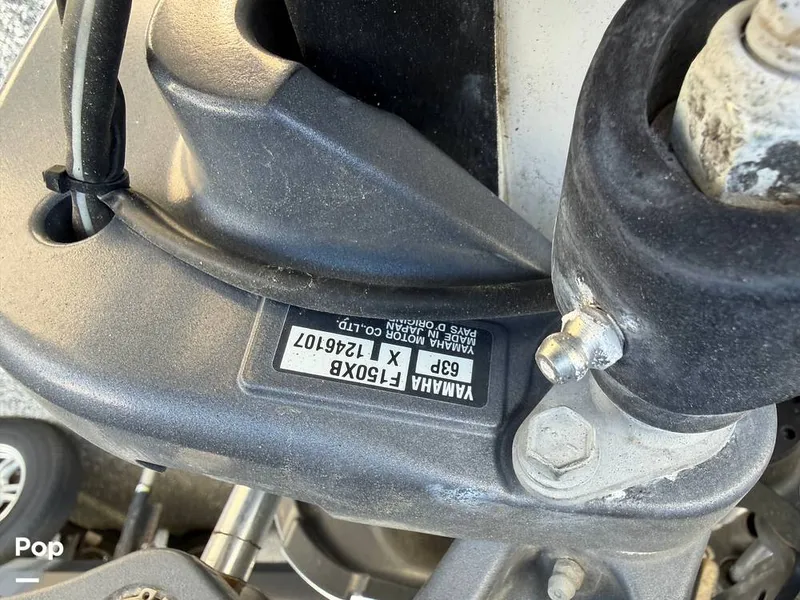 YAMAHA F150XB
63P X 1246107
YAMAHA MOTOR CO.,LTD.
MADE IN JAPAN
PAYS D'ORIGINE
Pop